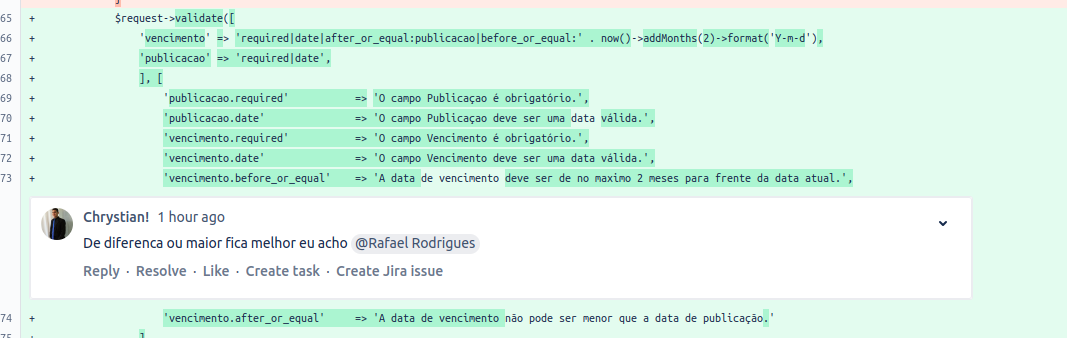 65 + $request->validate([
66 + 'vencimento' => 'required|date|after_or_equal:publicacao|before_or_equal:' . now()->addMonths(2)->format('Y-m-d'),
67 + 'publicacao' => 'required|date',
68 + ], [
69 + 'publicacao.required' => 'O campo Publicaçao é obrigatório.',
70 + 'publicacao.date' => 'O campo Publicaçao deve ser uma data válida.',
71 + 'vencimento.required' => 'O campo Vencimento é obrigatório.',
72 + 'vencimento.date' => 'O campo Vencimento deve ser uma data válida.',
73 + 'vencimento.before_or_equal' => 'A data de vencimento deve ser de no maximo 2 meses para frente da data atual.',
Chrystian! 1 hour ago
De diferenca ou maior fica melhor eu acho @Rafael Rodrigues
Reply · Resolve · Like · Create task · Create Jira issue
74 + 'vencimento.after_or_equal' => 'A data de vencimento não pode ser menor que a data de publicação.'
75 + ]